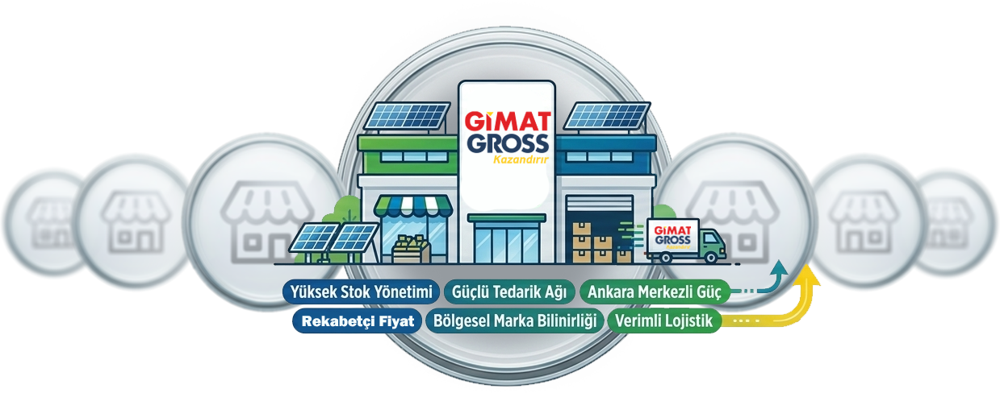 GiMAT
GROSS
Kazandırır
GiMAT
GROSS
Yüksek Stok Yönetimi
Güçlü Tedarik Ağı
Ankara Merkezli Güç
Rekabetçi Fiyat
Bölgesel Marka Bilinirliği
Verimli Lojistik